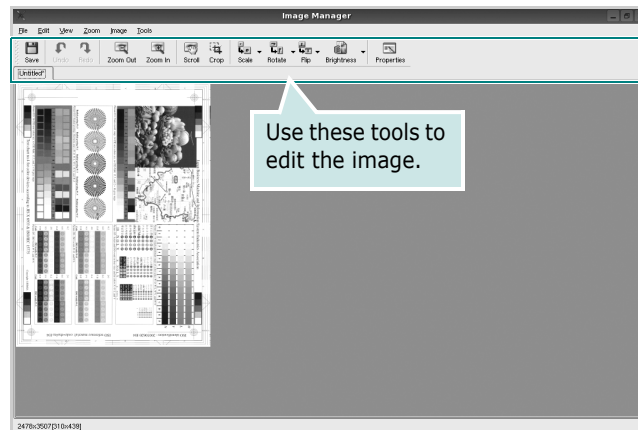 Image Manager
File Edit View Zoom Image Tools
Save Undo Redo Zoom Out Zoom In Scroll Crop Scale Rotate Flip Brightness Properties
Untitled*
Use these tools to
edit the image.
2478x3507[310x439]